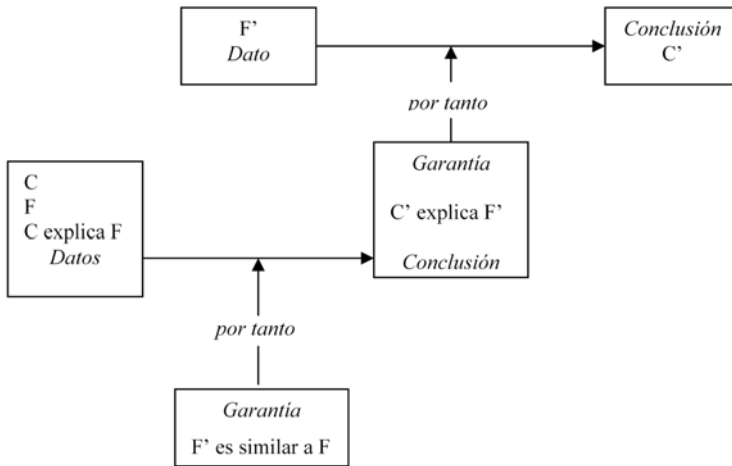 F’
Dato
Conclusión
C’
por tanto
Garantía
C’ explica F’
Conclusión
C
F
C explica F
Datos
por tanto
Garantía
F’ es similar a F